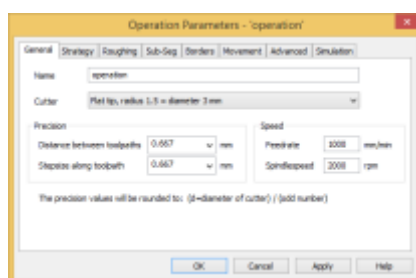 Operation Parameters - 'operation'
General Strategy Roughing Sub-Seg Borders Movement Advanced Simulation
Name operation
Cutter Flat tip, radius 1.5 = diameter 3 mm
Precision Speed
Distance between toolpaths 0.667 mm Feedrate 1000 mm/min
Stepsize along toolpath 0.667 mm Spindlespeed 2000 rpm
The precision values will be rounded to: (d=diameter of cutter) / (odd number)
OK Cancel Apply Help